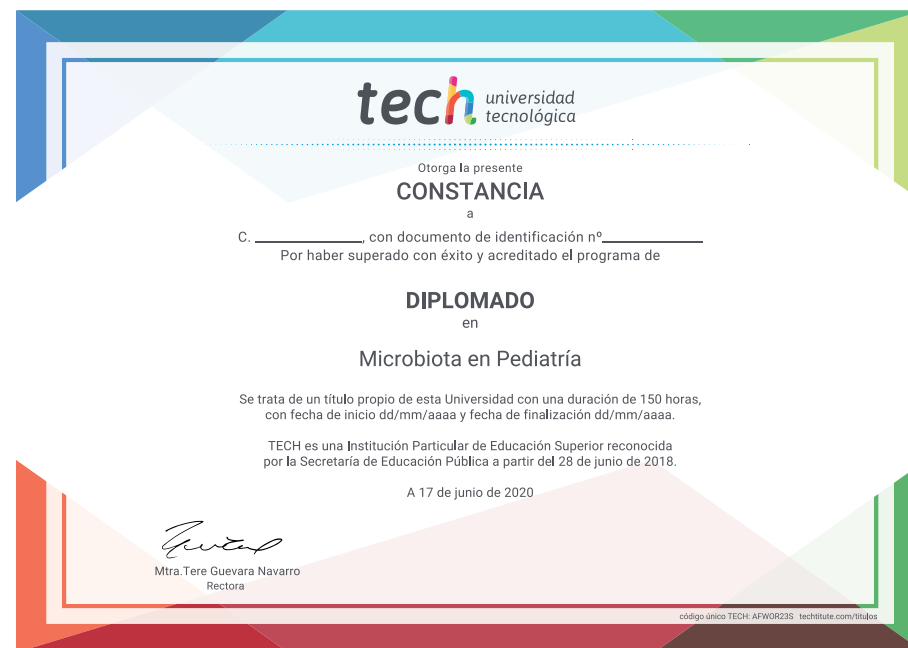 tech universidad
tecnológica
Otorga la presente
CONSTANCIA
a
C. ____________, con documento de identificación nº____________
Por haber superado con éxito y acreditado el programa de
DIPLOMADO
en
Microbiota en Pediatría
Se trata de un título propio de esta Universidad con una duración de 150 horas,
con fecha de inicio dd/mm/aaaa y fecha de finalización dd/mm/aaaa.
TECH es una Institución Particular de Educación Superior reconocida
por la Secretaría de Educación Pública a partir del 28 de junio de 2018.
A 17 de junio de 2020
Mtra.Tere Guevara Navarro
Rectora
código único TECH: AFWOR23S techtitute.com/titulos